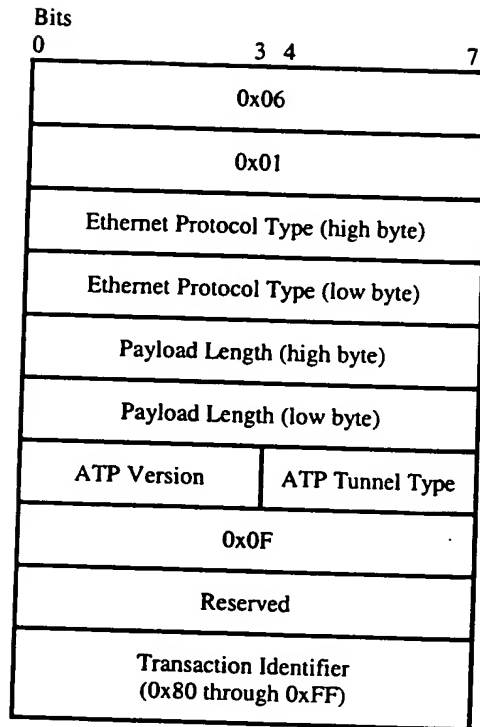 Bits
0 3 4 7
0x06
0x01
Ethernet Protocol Type (high byte)
Ethernet Protocol Type (low byte)
Payload Length (high byte)
Payload Length (low byte)
ATP Version ATP Tunnel Type
0x0F
Reserved
Transaction Identifier
(0x80 through 0xFF)